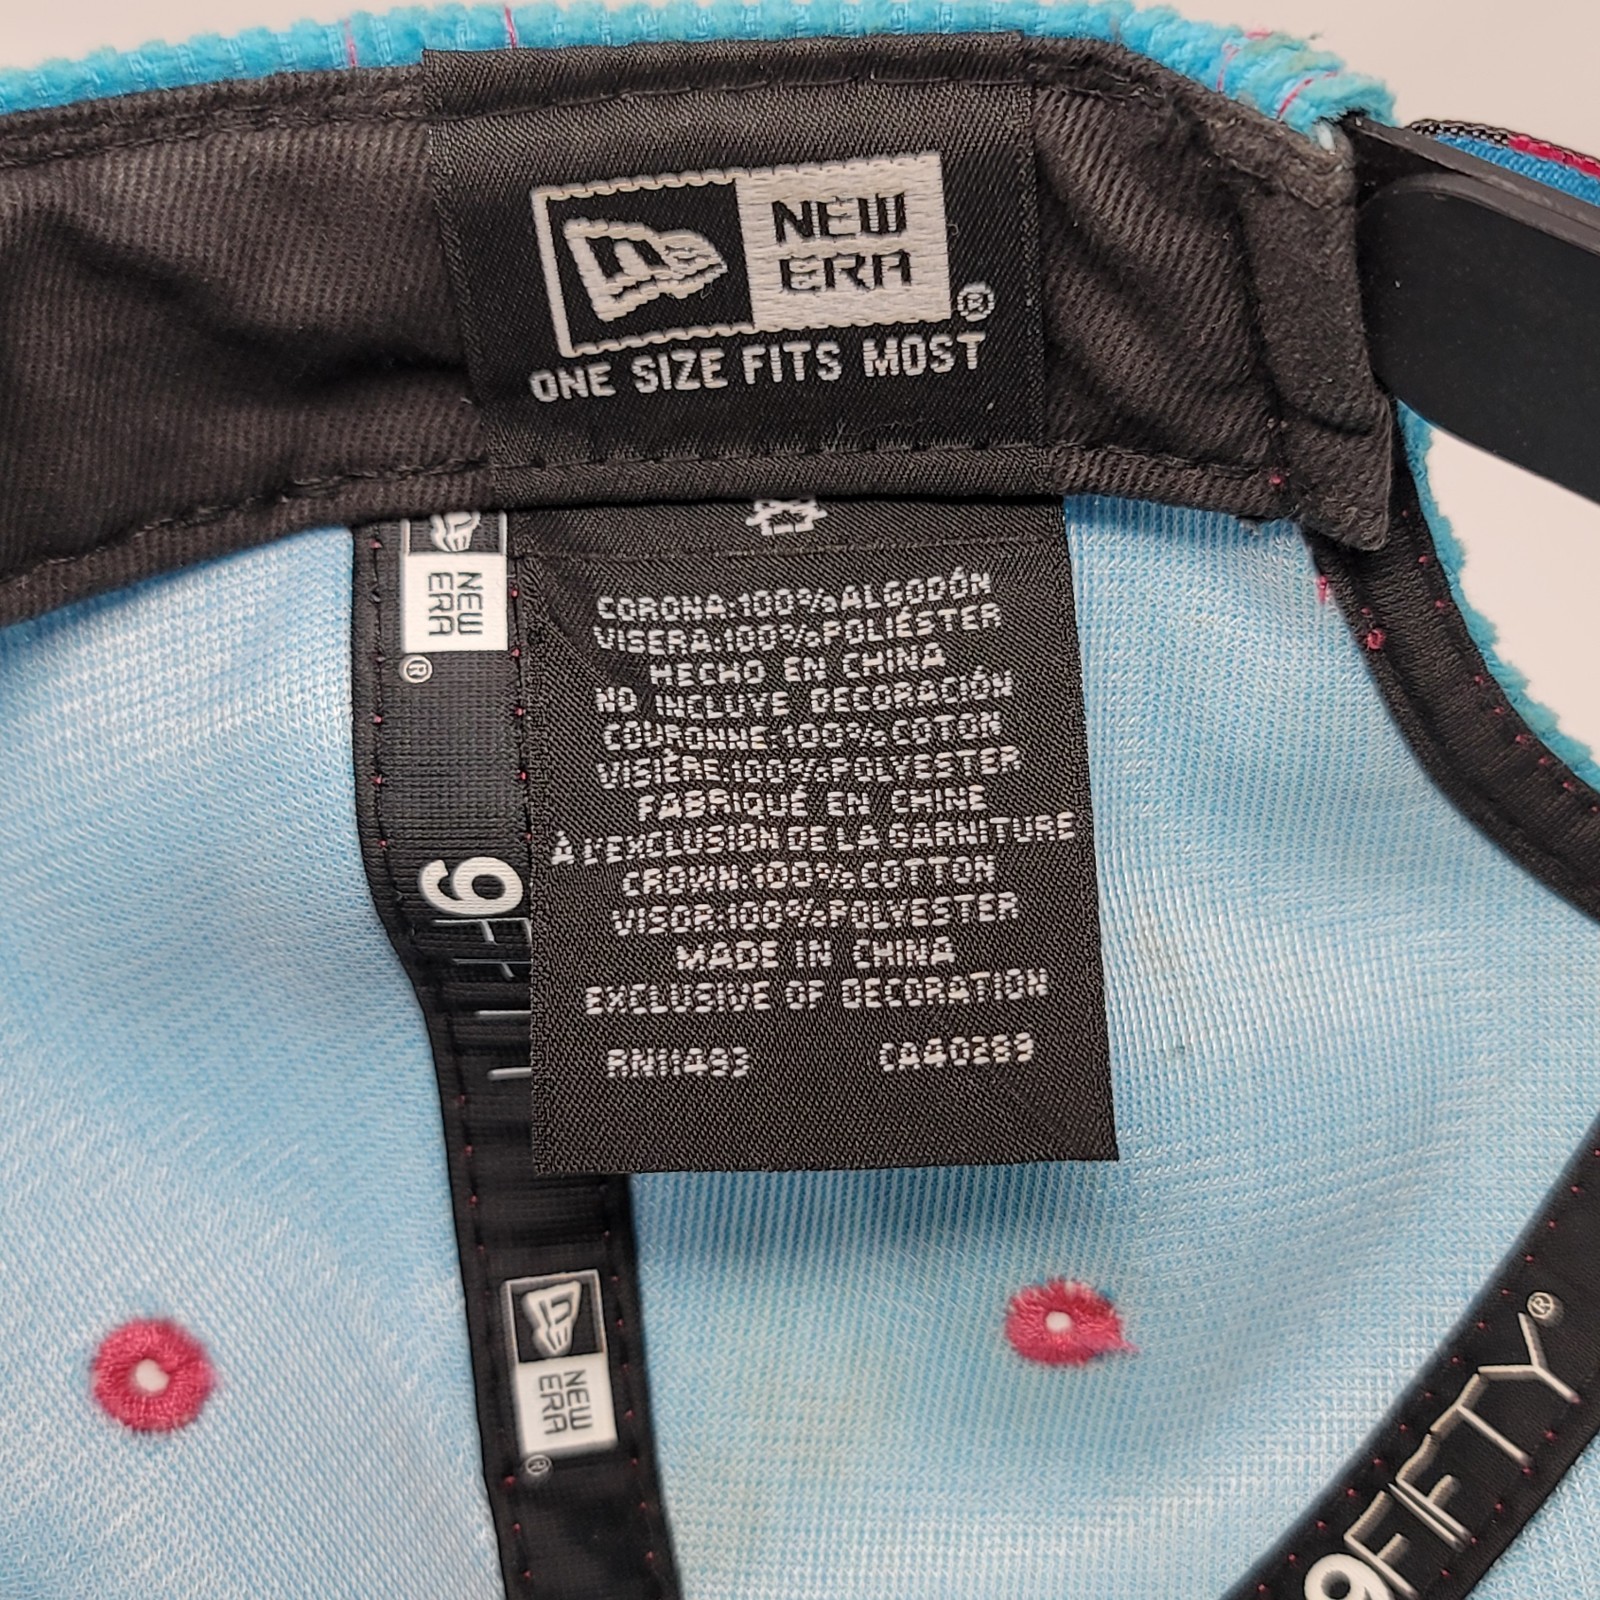 NEW
ERA
®
ONE SIZE FITS MOST
CORONA:100%ALGODÓN
VISERA:100%POLIÉSTER
HECHO EN CHINA
NO INCLUYE DECORACIÓN
COURONNE:100%COTON
VISIÈRE:100%POLYESTER
FABRIQUÉ EN CHINE
À L'EXCLUSION DE LA GARNITURE
CROWN:100%COTTON
VISOR:100%POLYESTER
MADE IN CHINA
EXCLUSIVE OF DECORATION
RN11493 CA40289
NEW
ERA
®
NEW
ERA
®
9FIFTY®